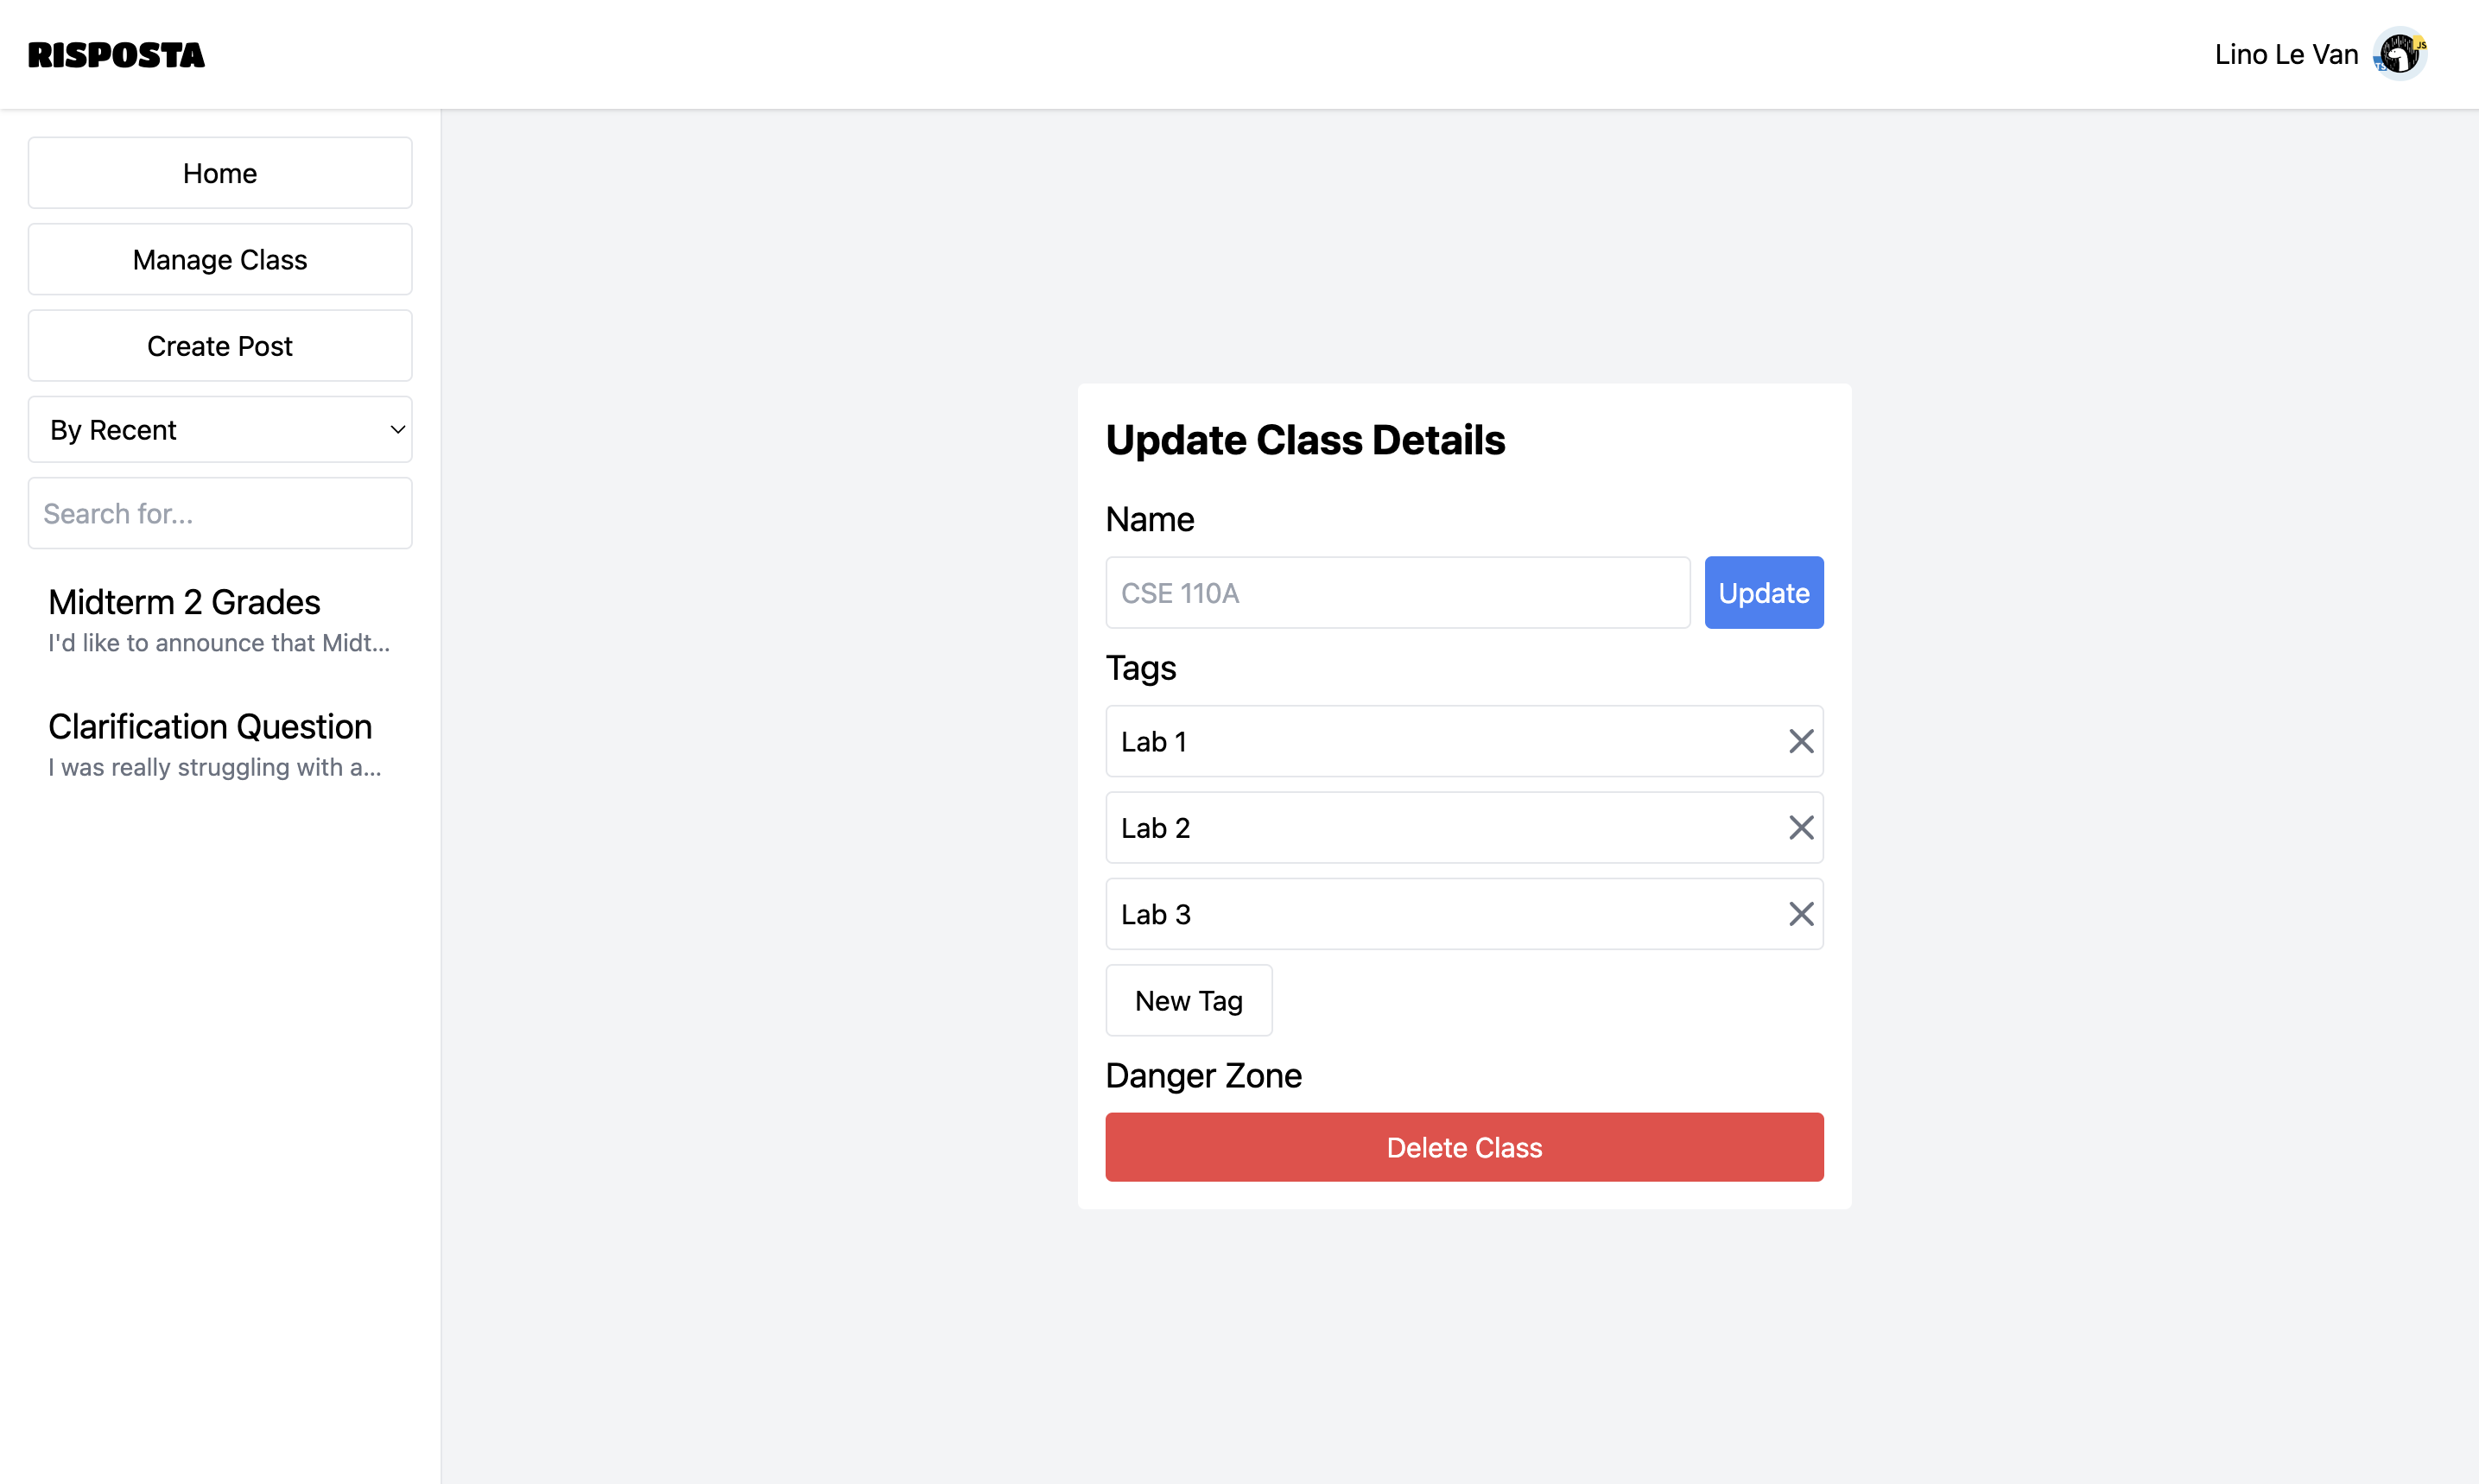 RISPOSTA
Lino Le Van
JS
TS
Home
Manage Class
Create Post
By Recent
Search for...
Midterm 2 Grades
I'd like to announce that Midt...
Clarification Question
I was really struggling with a...
Update Class Details
Name
CSE 110A
Update
Tags
Lab 1
Lab 2
Lab 3
New Tag
Danger Zone
Delete Class